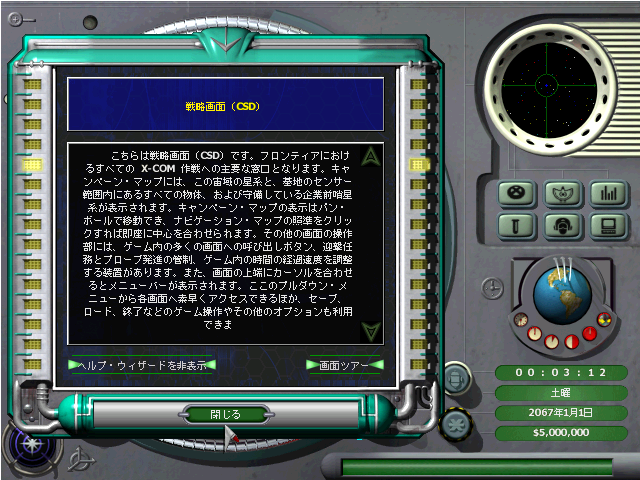 戦略画面（CSD）
こちらは戦略画面（CSD）です。フロンティアにおけ
るすべての X-COM 作戦への主要な窓口となります。キャ
ンペーン・マップには、この宙域の星系と、基地のセンサー
範囲内にあるすべての物体、および守備している企業前哨星
系が表示されます。キャンペーン・マップの表示はパン・
ボールで移動でき、ナビゲーション・マップの照準をクリッ
クすれば即座に中心を合わせられます。その他の画面の操作
部には、ゲーム内の多くの画面への呼び出しボタン、迎撃任
務とプローブ発進の管制、ゲーム内の時間の経過速度を調整
する装置があります。また、画面の上端にカーソルを合わせ
るとメニューバーが表示されます。ここのプルダウン・メ
ニューから各画面へ素早くアクセスできるほか、セーブ、
ロード、終了などのゲーム操作やその他のオプションも利用
できま
ヘルプ・ウィザードを非表示
画面ツアー
閉じる
00:03:12
土曜
2067年1月1日
$5,000,000